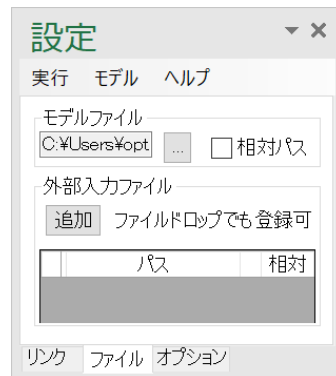 設定
実行 モデル ヘルプ
モデルファイル
C:¥Users¥opt ... 相対パス
外部入力ファイル
追加 ファイルドロップでも登録可
パス 相対
リンク ファイル オプション